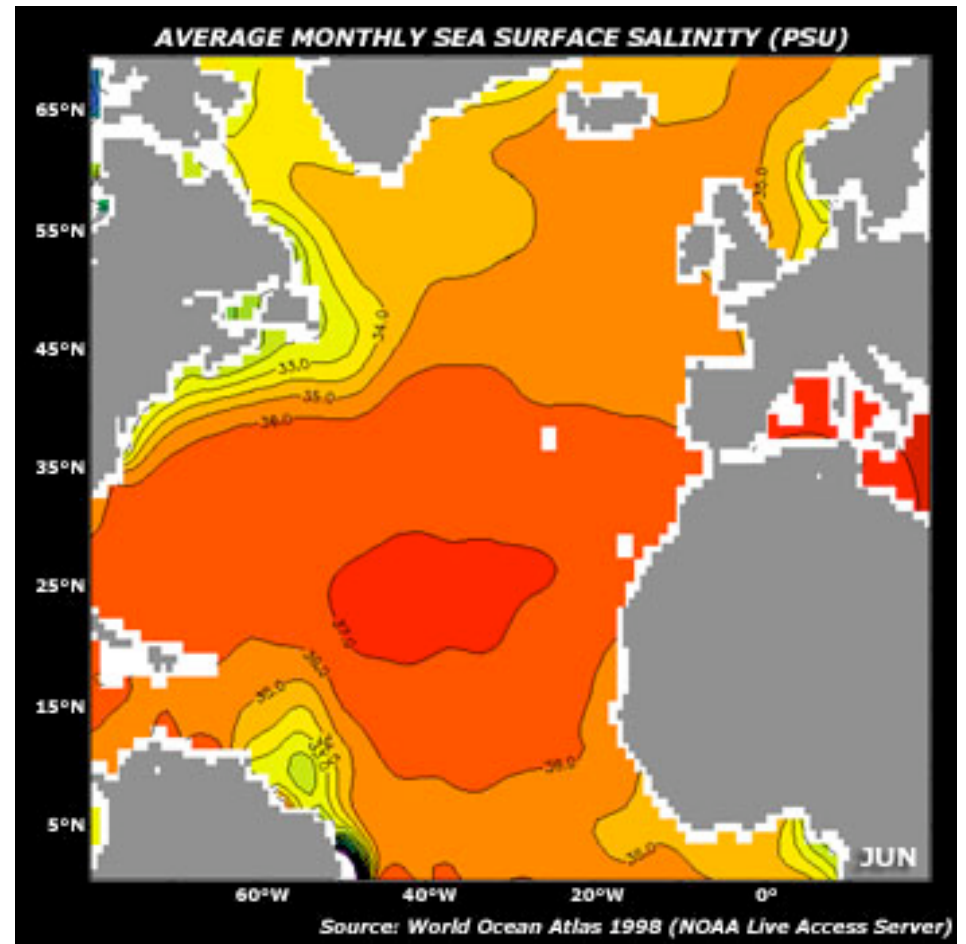 AVERAGE MONTHLY SEA SURFACE SALINITY (PSU)
65°N
55°N
45°N
35°N
25°N
15°N
5°N
35.0
34.0
33.0
35.0
36.0
37.0
36.0
35.0
36.0
35.0
JUN
60°W 40°W 20°W 0°
Source: World Ocean Atlas 1998 (NOAA Live Access Server)